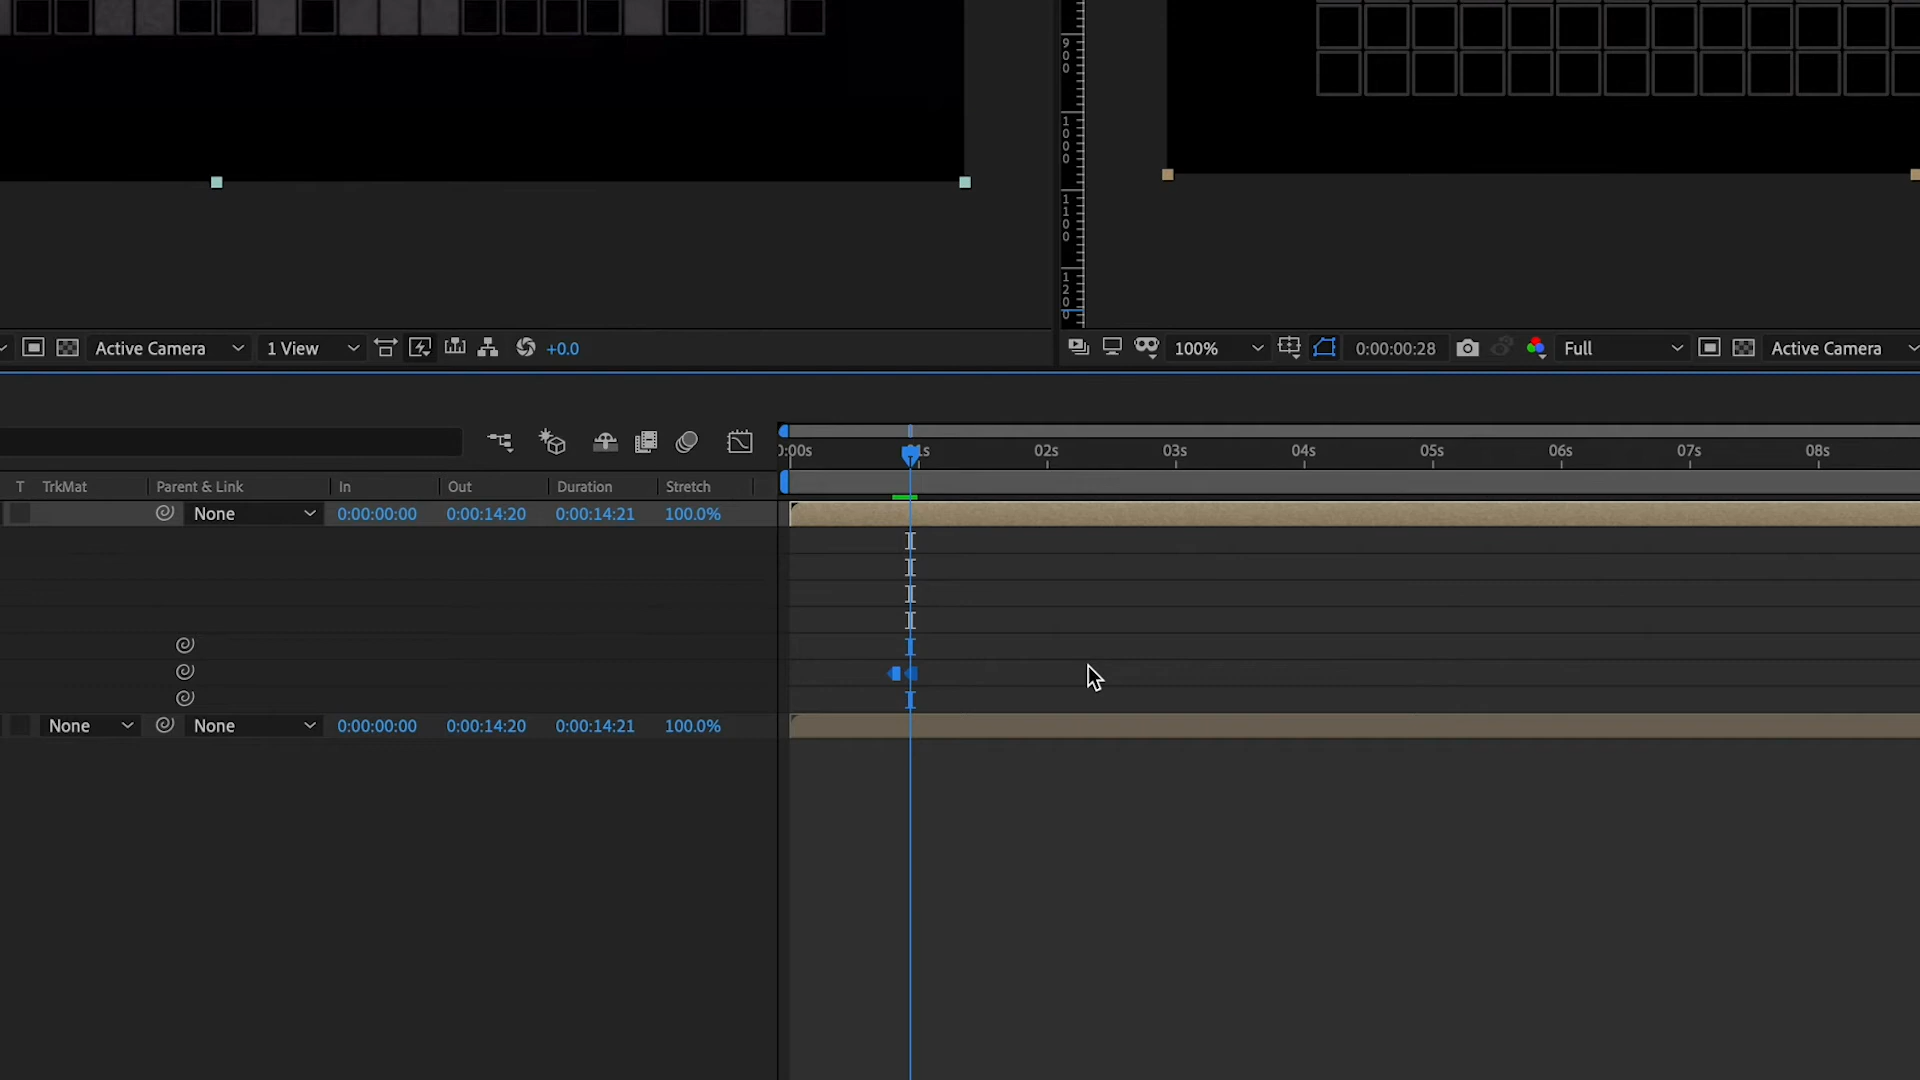 900
1000
1100
120
0
Active Camera 1 View +0.0
100% 0:00:00:28 Full Active Camera
0:00s 1s 02s 03s 04s 05s 06s 07s 08s
T TrkMat Parent & Link In Out Duration Stretch
None 0:00:00:00 0:00:14:20 0:00:14:21 100.0%
None None 0:00:00:00 0:00:14:20 0:00:14:21 100.0%